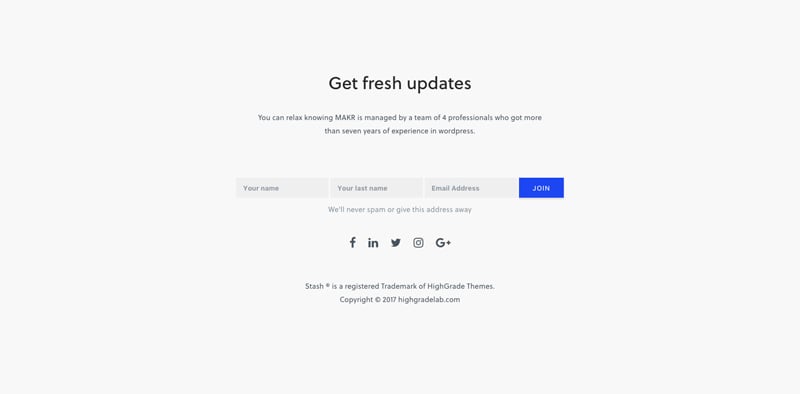 Get fresh updates
You can relax knowing MAKR is managed by a team of 4 professionals who got more
than seven years of experience in wordpress.
Your name
Your last name
Email Address
JOIN
We'll never spam or give this address away
Stash ® is a registered Trademark of HighGrade Themes.
Copyright © 2017 highgradelab.com